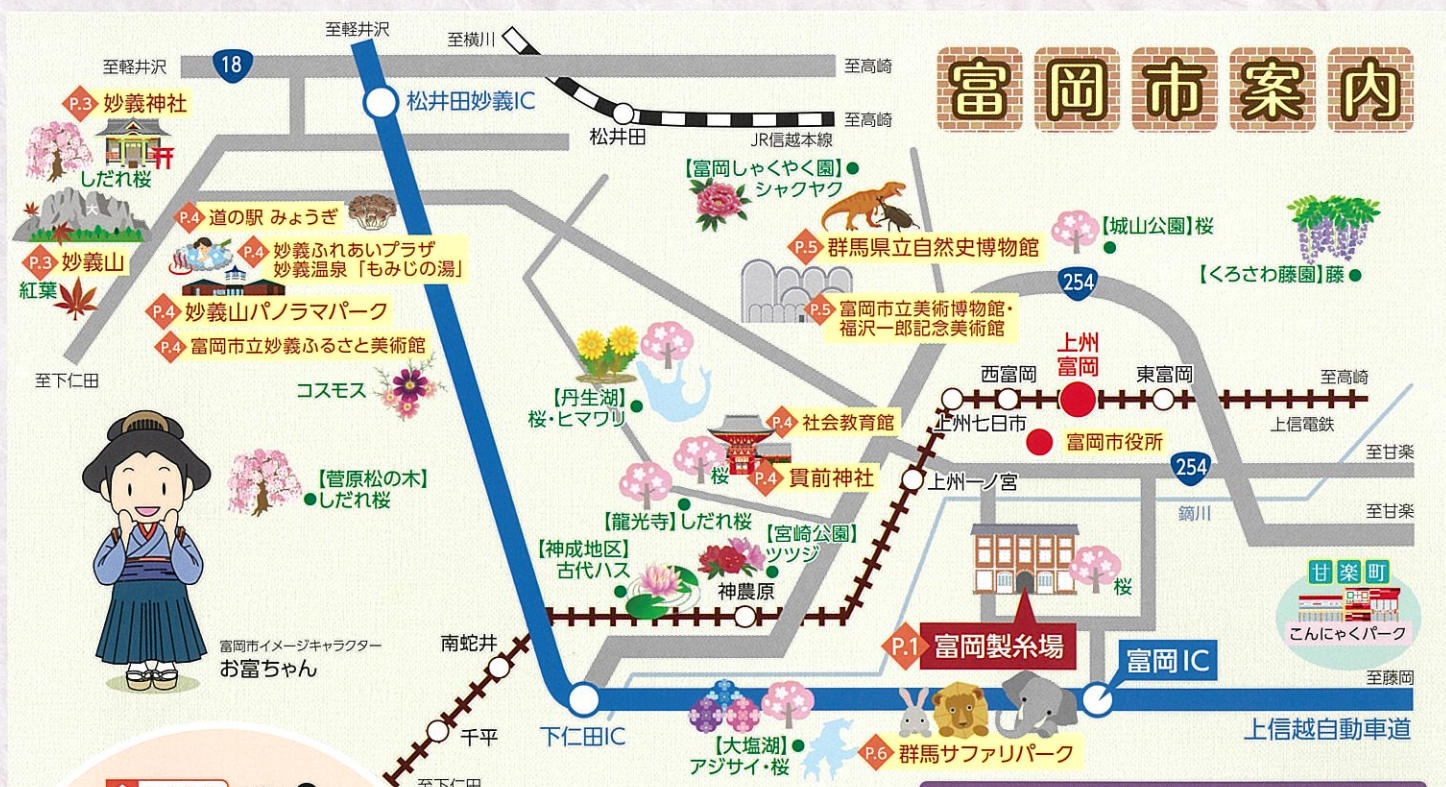 富岡市案内
至軽井沢
至横川
至軽井沢
18
至高崎
P.3 妙義神社
松井田妙義IC
松井田
至高崎
JR信越本線
しだれ桜
【富岡しゃくやく園】
シャクヤク
P.4 道の駅 みょうぎ
大
P.3 妙義山
紅葉
P.4 妙義ふれあいプラザ
妙義温泉「もみじの湯」
P.5 群馬県立自然史博物館
【城山公園】桜
【くろさわ藤園】藤
254
P.4 妙義山パノラマパーク
P.5 富岡市立美術博物館・
福沢一郎記念美術館
P.4 富岡市立妙義ふるさと美術館
至下仁田
コスモス
【丹生湖】
桜・ヒマワリ
上州
富岡
西富岡
東富岡
至高崎
上州七日市
上信電鉄
P.4 社会教育館
富岡市役所
至甘楽
254
桜
P.4 貫前神社
上州一ノ宮
【菅原松の木】
しだれ桜
鏑川
至甘楽
【龍光寺】しだれ桜
【宮崎公園】
ツツジ
【神成地区】
古代ハス
神農原
桜
甘楽町
こんにゃくパーク
富岡市イメージキャラクター
お富ちゃん
南蛇井
P.1 富岡製糸場
富岡IC
至藤岡
千平
下仁田IC
上信越自動車道
【大塩湖】
アジサイ・桜
P.6 群馬サファリパーク
至下仁田